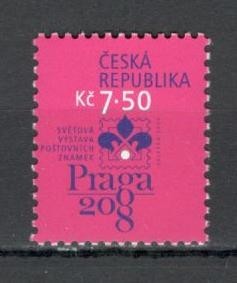 ČESKÁ
REPUBLIKA
Kč 7·50
SVĚTOVÁ
VÝSTAVA
POŠTOVNÍCH
ZNÁMEK
Praga
2008